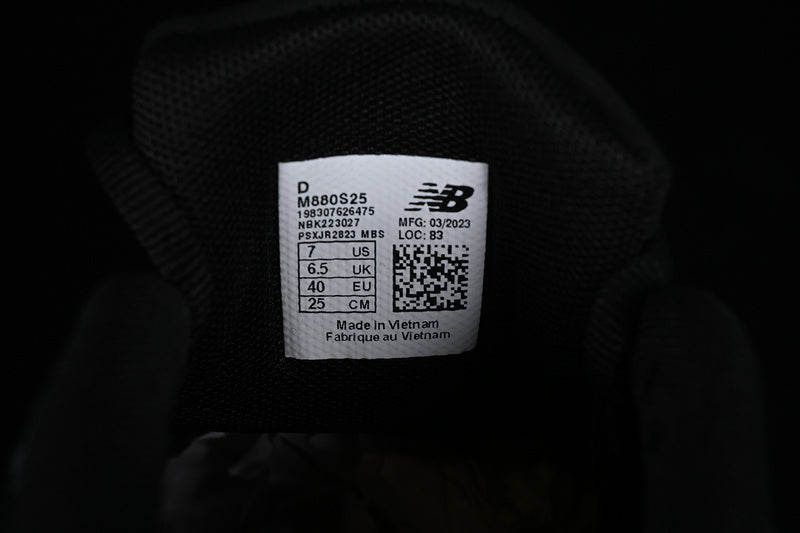 D
M880S25
198307626475
NBK223027
PSXJR2823 MBS
NB
MFG: 03/2023
LOC: 83
7 US
6.5 UK
40 EU
25 CM
Made in Vietnam
Fabrique au Vietnam